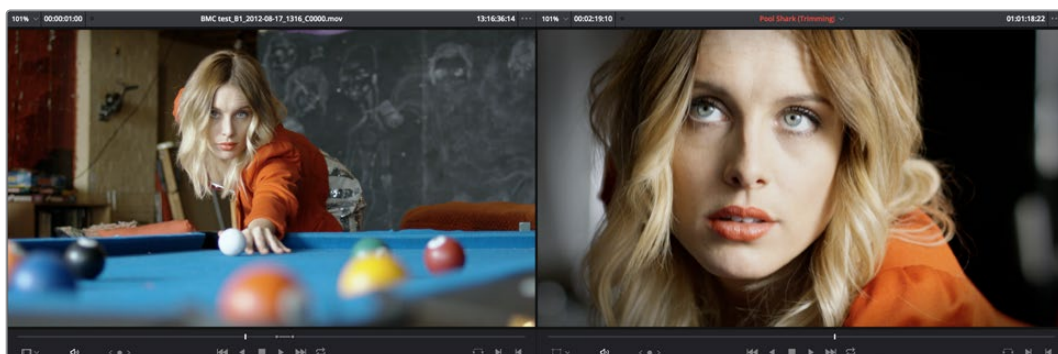 101% 00:00:01:00 BMC test_B1_2012-08-17_1316_C0000.mov 13:16:36:14
101% 00:02:19:10 Pool Shark (Trimming) 01:01:18:22